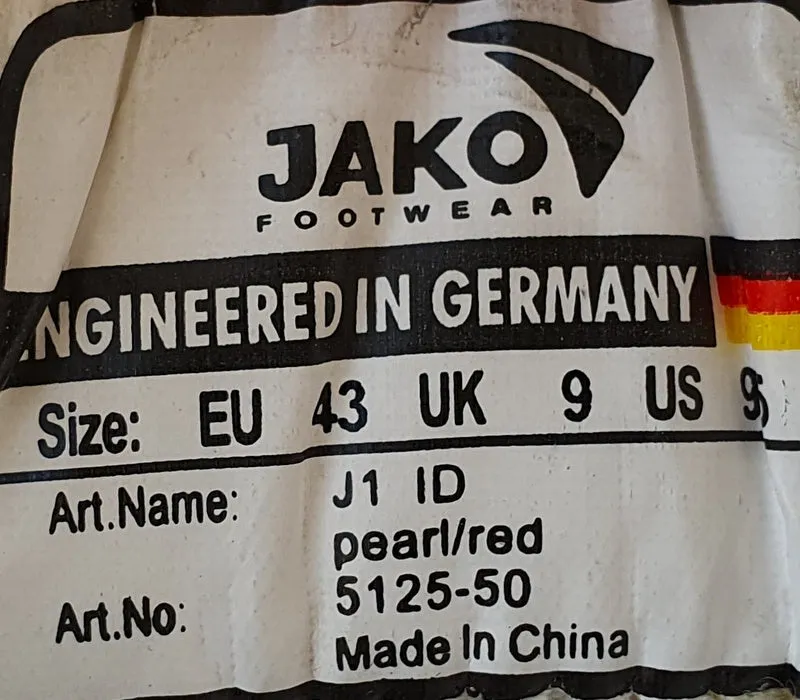 JAKO
FOOTWEAR
ENGINEERED IN GERMANY
Size: EU 43 UK 9 US
Art.Name: J1 ID
pearl/red
Art.No: 5125-50
Made In China